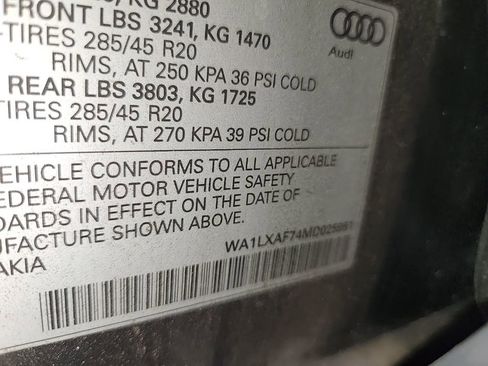 KG 2880
FRONT LBS 3241, KG 1470
-TIRES 285/45 R20
RIMS, AT 250 KPA 36 PSI COLD
REAR LBS 3803, KG 1725
-TIRES 285/45 R20
RIMS, AT 270 KPA 39 PSI COLD
Audi
EHICLE CONFORMS TO ALL APPLICABLE
EDERAL MOTOR VEHICLE SAFETY
DARDS IN EFFECT ON THE DATE OF
UFACTURE SHOWN ABOVE.
AKIA